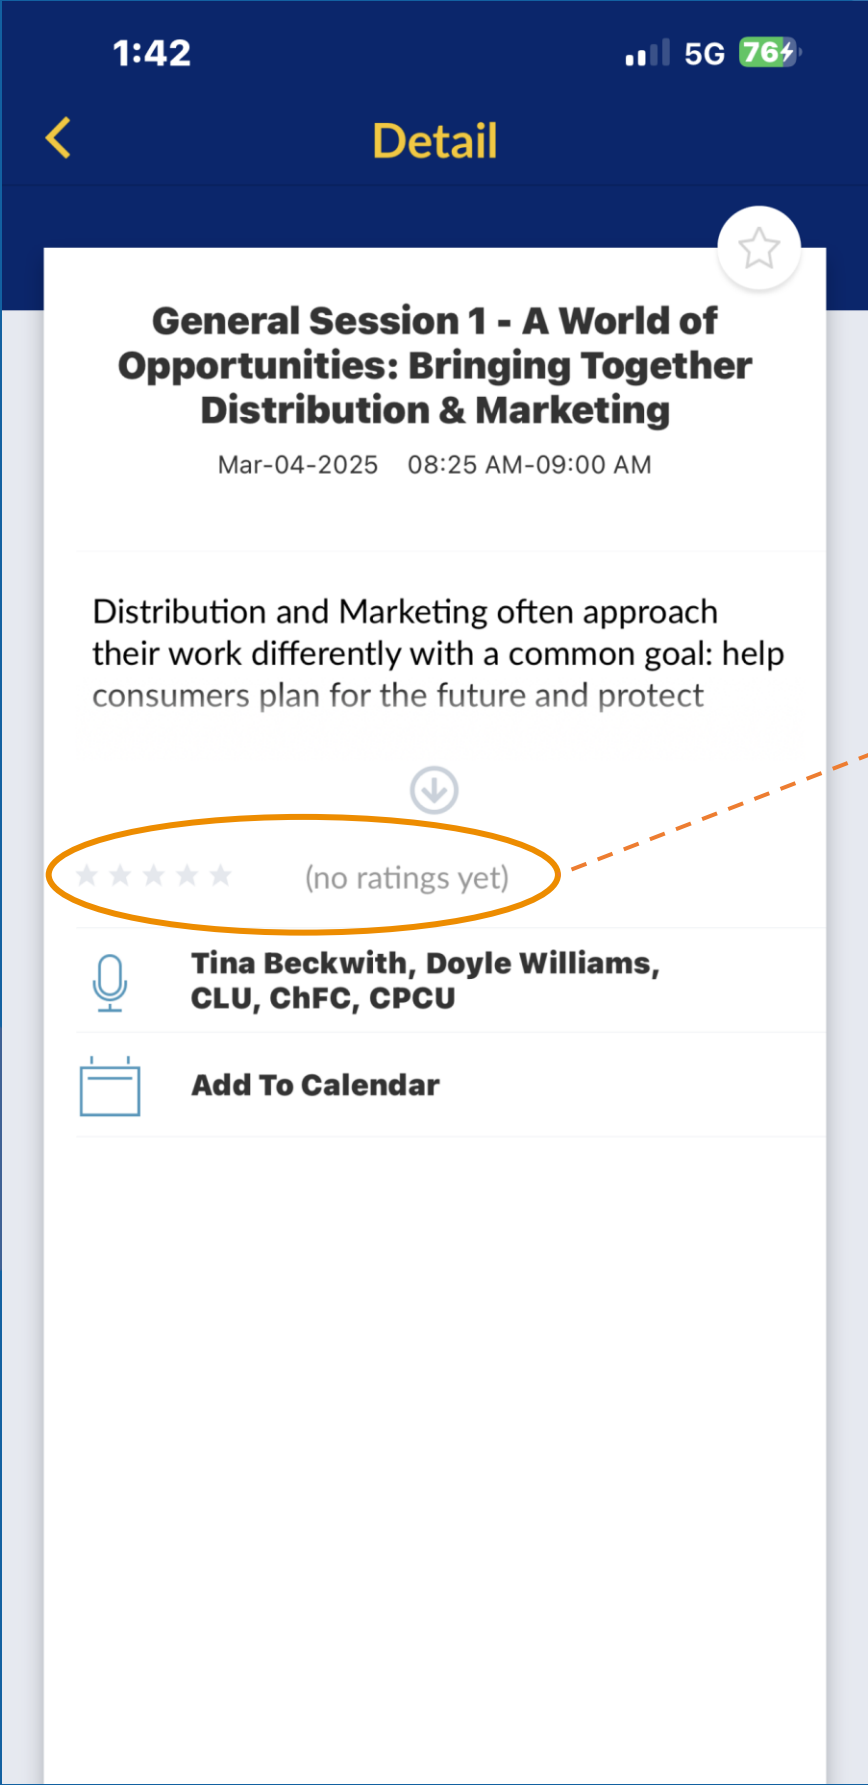 1:42
5G 76
Detail
General Session 1 - A World of
Opportunities: Bringing Together
Distribution & Marketing
Mar-04-2025 08:25 AM-09:00 AM
Distribution and Marketing often approach
their work differently with a common goal: help
consumers plan for the future and protect
(no ratings yet)
Tina Beckwith, Doyle Williams,
CLU, ChFC, CPCU
Add To Calendar